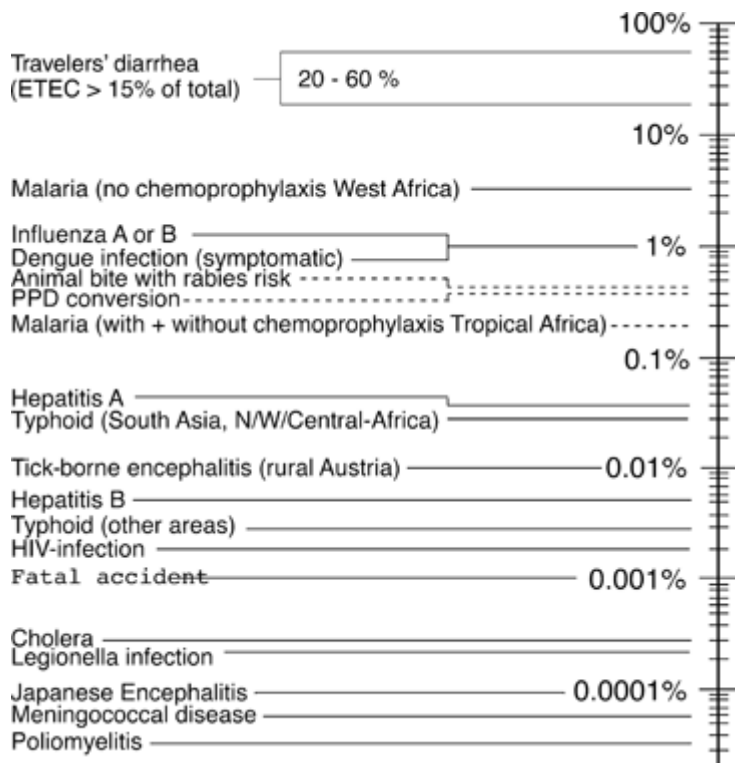 100%
Travelers' diarrhea
(ETEC > 15% of total)
20 - 60 %
10%
Malaria (no chemoprophylaxis West Africa)
Influenza A or B
1%
Dengue infection (symptomatic)
Animal bite with rabies risk
PPD conversion
Malaria (with + without chemoprophylaxis Tropical Africa)
0.1%
Hepatitis A
Typhoid (South Asia, N/W/Central-Africa)
Tick-borne encephalitis (rural Austria)
0.01%
Hepatitis B
Typhoid (other areas)
HIV-infection
Fatal accident
0.001%
Cholera
Legionella infection
Japanese Encephalitis
0.0001%
Meningococcal disease
Poliomyelitis